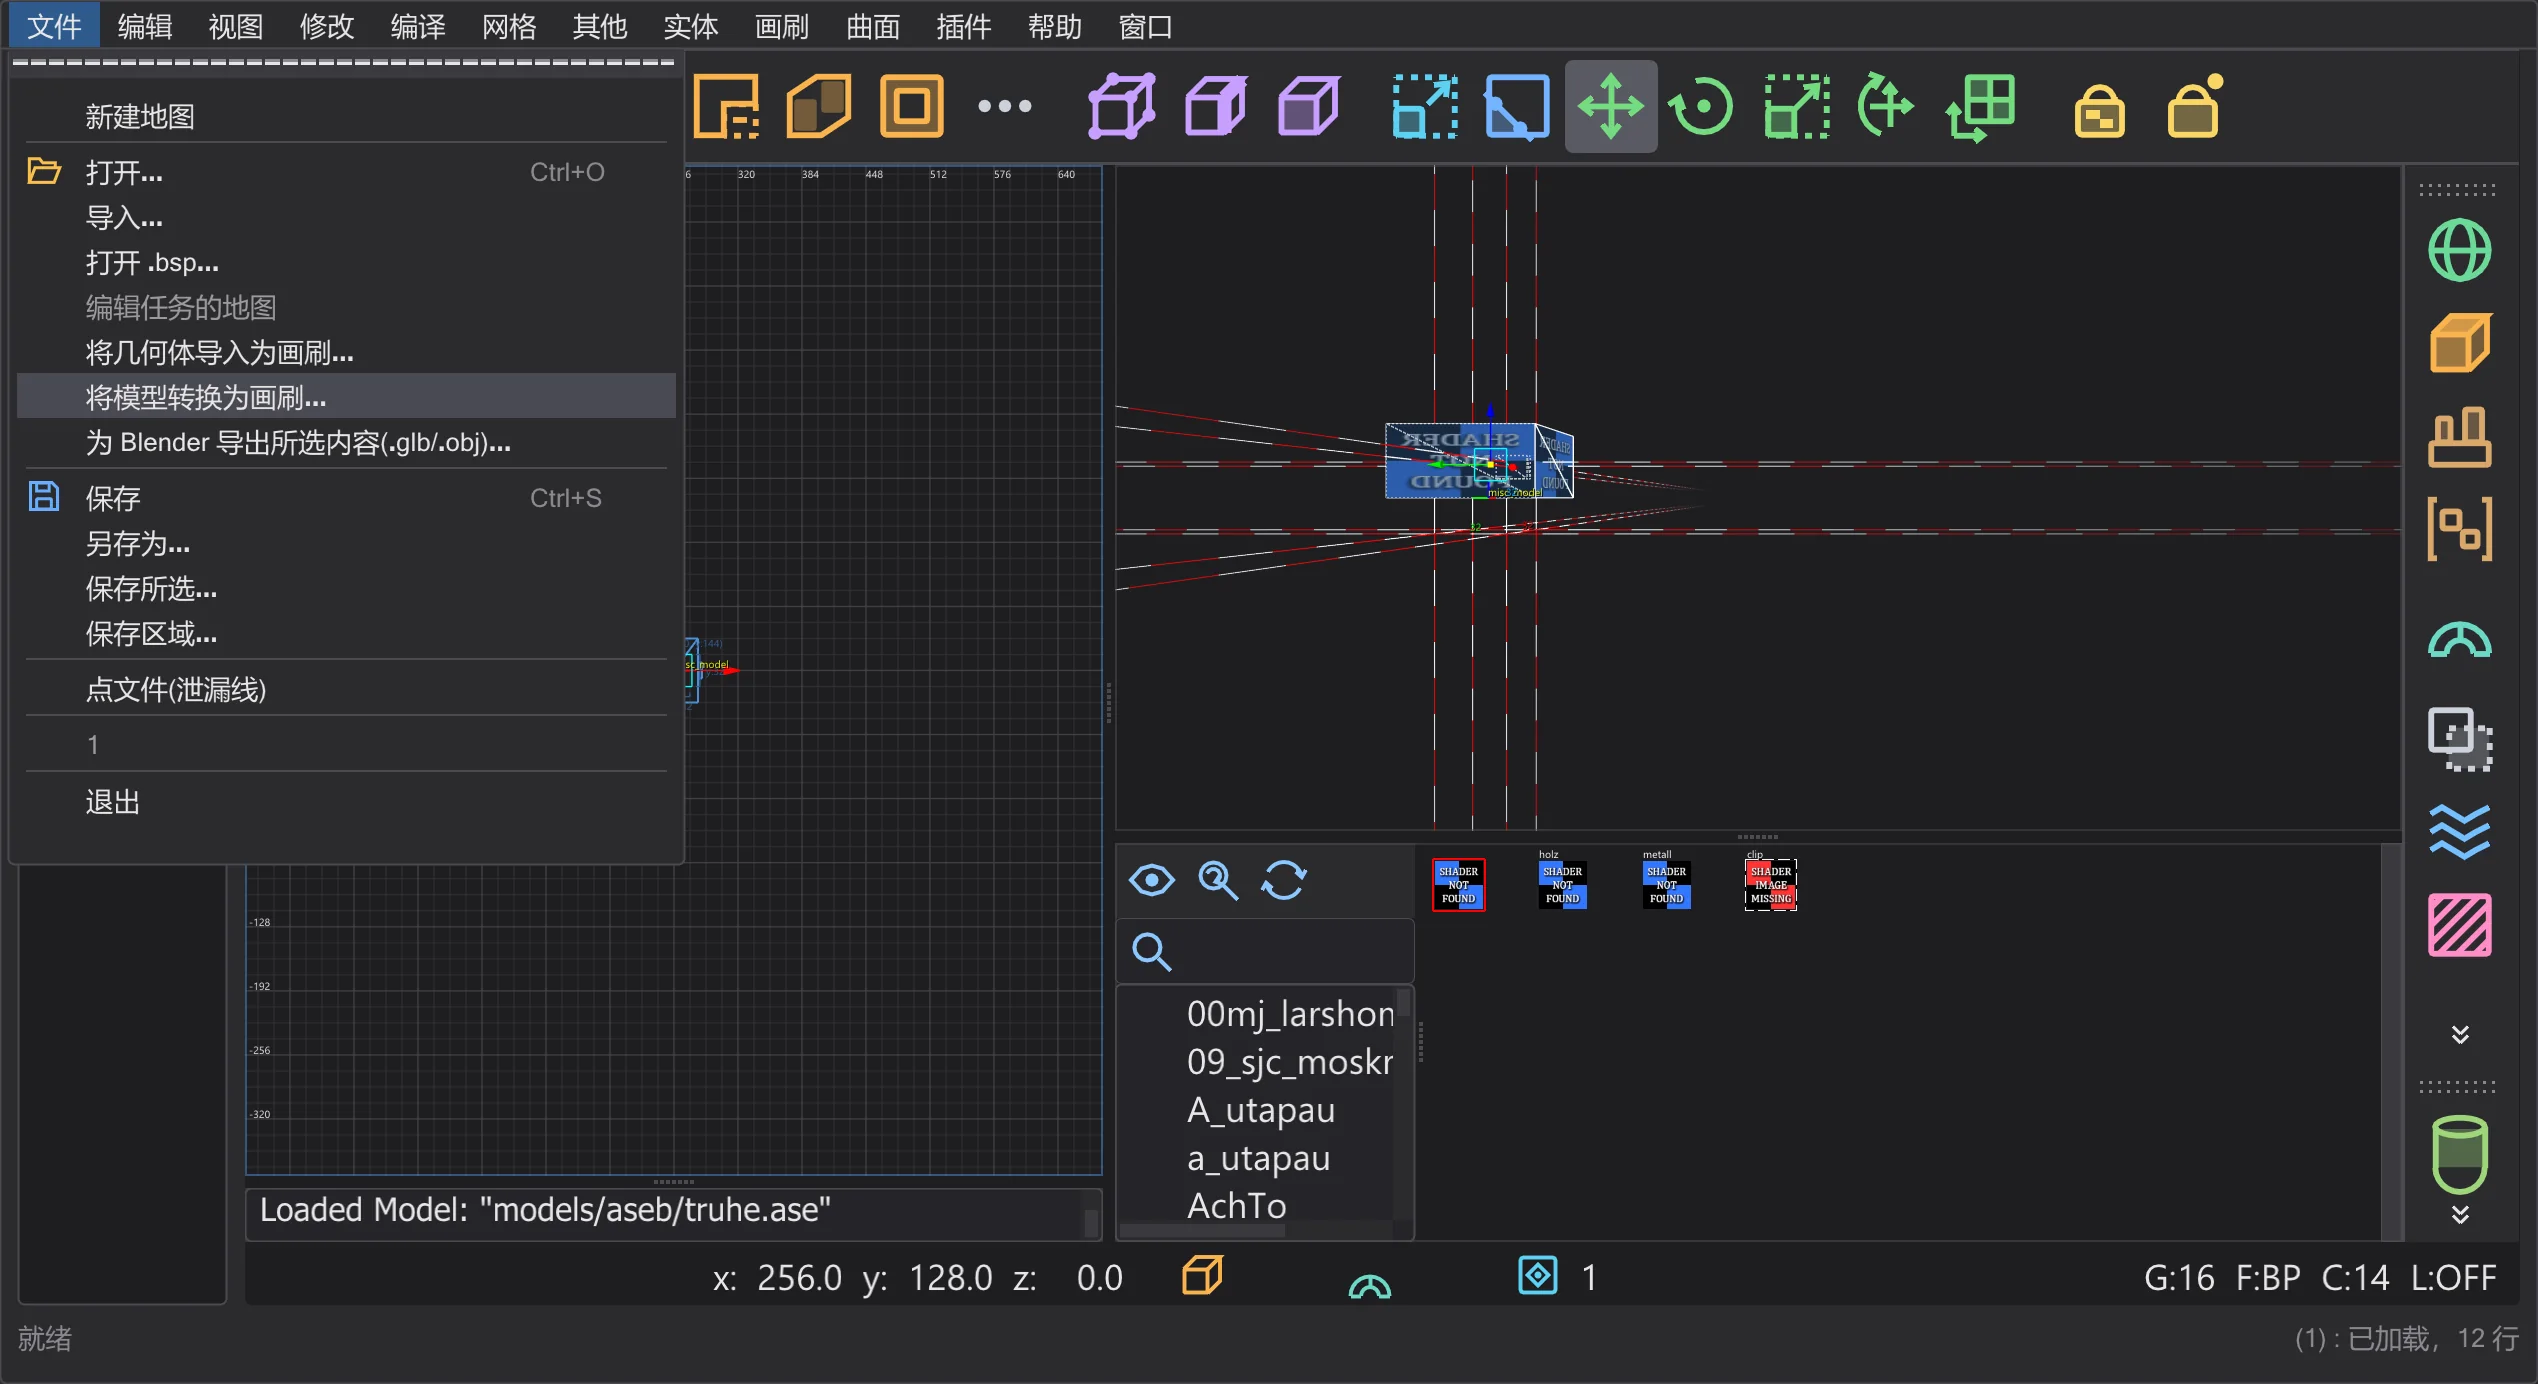 文件 编辑 视图 修改 编译 网格 其他 实体 画刷 曲面 插件 帮助 窗口
新建地图
打开... Ctrl+O
导入...
打开 .bsp...
编辑任务的地图
将几何体导入为画刷...
将模型转换为画刷...
为 Blender 导出所选内容(.glb/.obj)...
保存 Ctrl+S
另存为...
保存所选...
保存区域...
点文件(泄漏线)
1
退出
6 320 384 448 512 576 640
-128
-192
-256
-320
misc_model
32
SHADER
NOT
FOUND
SHADER
NOT
FOUND
holz
SHADER
NOT
FOUND
metall
SHADER
NOT
FOUND
clip
SHADER
IMAGE
MISSING
00mj_larshon
09_sjc_moskr
A_utapau
a_utapau
AchTo
Loaded Model: "models/aseb/truhe.ase"
x: 256.0 y: 128.0 z: 0.0
1
G:16 F:BP C:14 L:OFF
就绪
(1) : 已加载，12 行